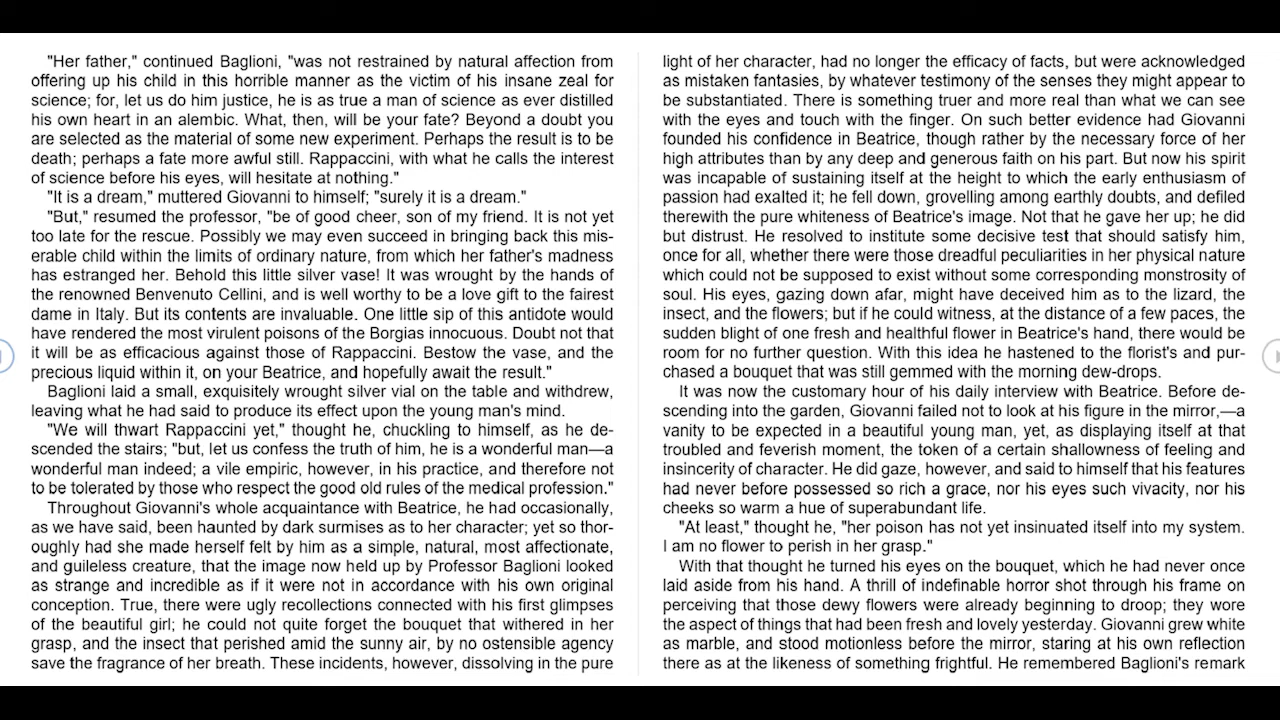 "Her father," continued Baglioni, "was not restrained by natural affection from
offering up his child in this horrible manner as the victim of his insane zeal for
science; for, let us do him justice, he is as true a man of science as ever distilled
his own heart in an alembic. What, then, will be your fate? Beyond a doubt you
are selected as the material of some new experiment. Perhaps the result is to be
death; perhaps a fate more awful still. Rappaccini, with what he calls the interest
of science before his eyes, will hesitate at nothing."
"It is a dream," muttered Giovanni to himself; "surely it is a dream."
"But," resumed the professor, "be of good cheer, son of my friend. It is not yet
too late for the rescue. Possibly we may even succeed in bringing back this mis-
erable child within the limits of ordinary nature, from which her father's madness
has estranged her. Behold this little silver vase! It was wrought by the hands of
the renowned Benvenuto Cellini, and is well worthy to be a love gift to the fairest
dame in Italy. But its contents are invaluable. One little sip of this antidote would
have rendered the most virulent poisons of the Borgias innocuous. Doubt not that
it will be as efficacious against those of Rappaccini. Bestow the vase, and the
precious liquid within it, on your Beatrice, and hopefully await the result."
Baglioni laid a small, exquisitely wrought silver vial on the table and withdrew,
leaving what he had said to produce its effect upon the young man's mind.
"We will thwart Rappaccini yet," thought he, chuckling to himself, as he de-
scended the stairs; "but, let us confess the truth of him, he is a wonderful man—a
wonderful man indeed; a vile empiric, however, in his practice, and therefore not
to be tolerated by those who respect the good old rules of the medical profession."
Throughout Giovanni's whole acquaintance with Beatrice, he had occasionally,
as we have said, been haunted by dark surmises as to her character; yet so thor-
oughly had she made herself felt by him as a simple, natural, most affectionate,
and guileless creature, that the image now held up by Professor Baglioni looked
as strange and incredible as if it were not in accordance with his own original
conception. True, there were ugly recollections connected with his first glimpses
of the beautiful girl; he could not quite forget the bouquet that withered in her
grasp, and the insect that perished amid the sunny air, by no ostensible agency
save the fragrance of her breath. These incidents, however, dissolving in the pure
light of her character, had no longer the efficacy of facts, but were acknowledged
as mistaken fantasies, by whatever testimony of the senses they might appear to
be substantiated. There is something truer and more real than what we can see
with the eyes and touch with the finger. On such better evidence had Giovanni
founded his confidence in Beatrice, though rather by the necessary force of her
high attributes than by any deep and generous faith on his part. But now his spirit
was incapable of sustaining itself at the height to which the early enthusiasm of
passion had exalted it; he fell down, grovelling among earthly doubts, and defiled
therewith the pure whiteness of Beatrice's image. Not that he gave her up; he did
but distrust. He resolved to institute some decisive test that should satisfy him,
once for all, whether there were those dreadful peculiarities in her physical nature
which could not be supposed to exist without some corresponding monstrosity of
soul. His eyes, gazing down afar, might have deceived him as to the lizard, the
insect, and the flowers; but if he could witness, at the distance of a few paces, the
sudden blight of one fresh and healthful flower in Beatrice's hand, there would be
room for no further question. With this idea he hastened to the florist's and pur-
chased a bouquet that was still gemmed with the morning dew-drops.
It was now the customary hour of his daily interview with Beatrice. Before de-
scending into the garden, Giovanni failed not to look at his figure in the mirror,—a
vanity to be expected in a beautiful young man, yet, as displaying itself at that
troubled and feverish moment, the token of a certain shallowness of feeling and
insincerity of character. He did gaze, however, and said to himself that his features
had never before possessed so rich a grace, nor his eyes such vivacity, nor his
cheeks so warm a hue of superabundant life.
"At least," thought he, "her poison has not yet insinuated itself into my system.
I am no flower to perish in her grasp."
With that thought he turned his eyes on the bouquet, which he had never once
laid aside from his hand. A thrill of indefinable horror shot through his frame on
perceiving that those dewy flowers were already beginning to droop; they wore
the aspect of things that had been fresh and lovely yesterday. Giovanni grew white
as marble, and stood motionless before the mirror, staring at his own reflection
there as at the likeness of something frightful. He remembered Baglioni's remark